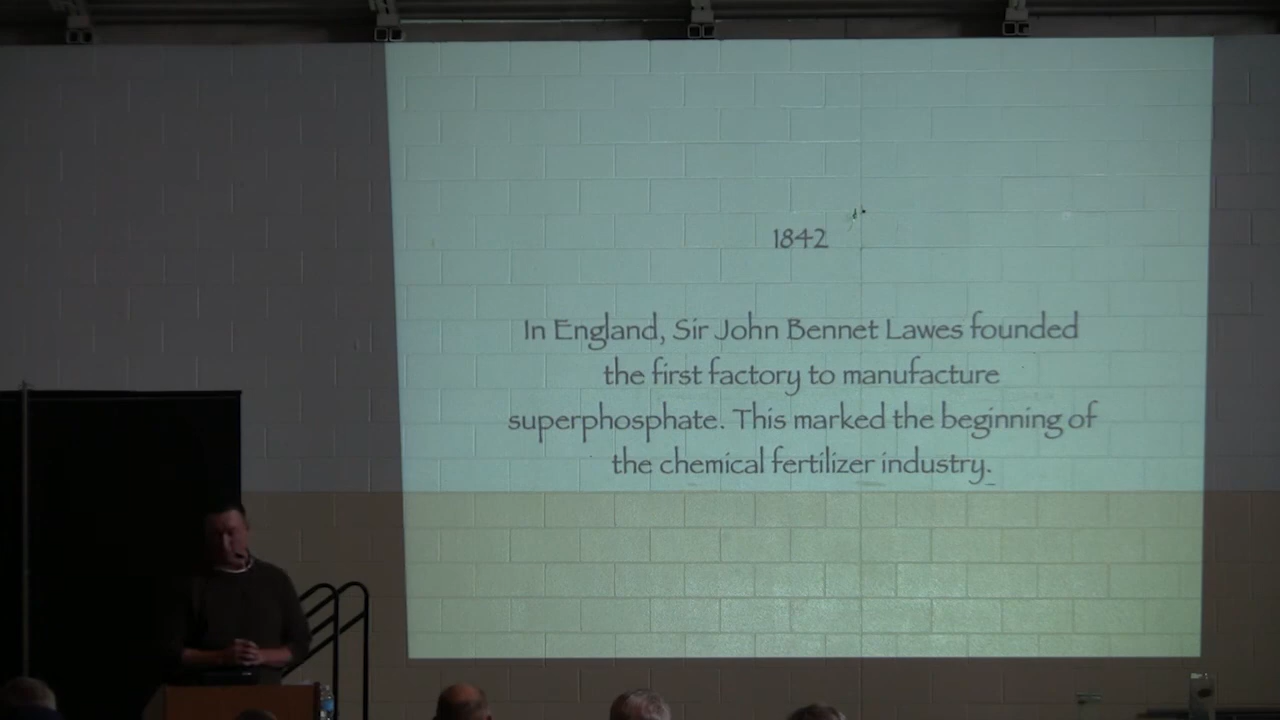 1842
In England, Sir John Bennet Lawes founded
the first factory to manufacture
superphosphate. This marked the beginning of
the chemical fertilizer industry.